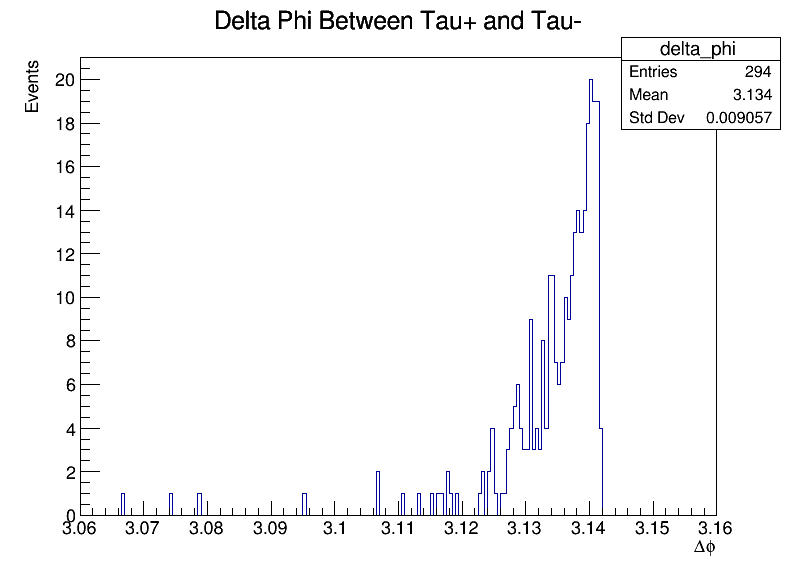 Delta Phi Between Tau+ and Tau-
delta_phi
Entries 294
Mean 3.134
Std Dev 0.009057
Events
20
18
16
14
12
10
8
6
4
2
0
3.06 3.07 3.08 3.09 3.1 3.11 3.12 3.13 3.14 3.15 3.16
Δϕ